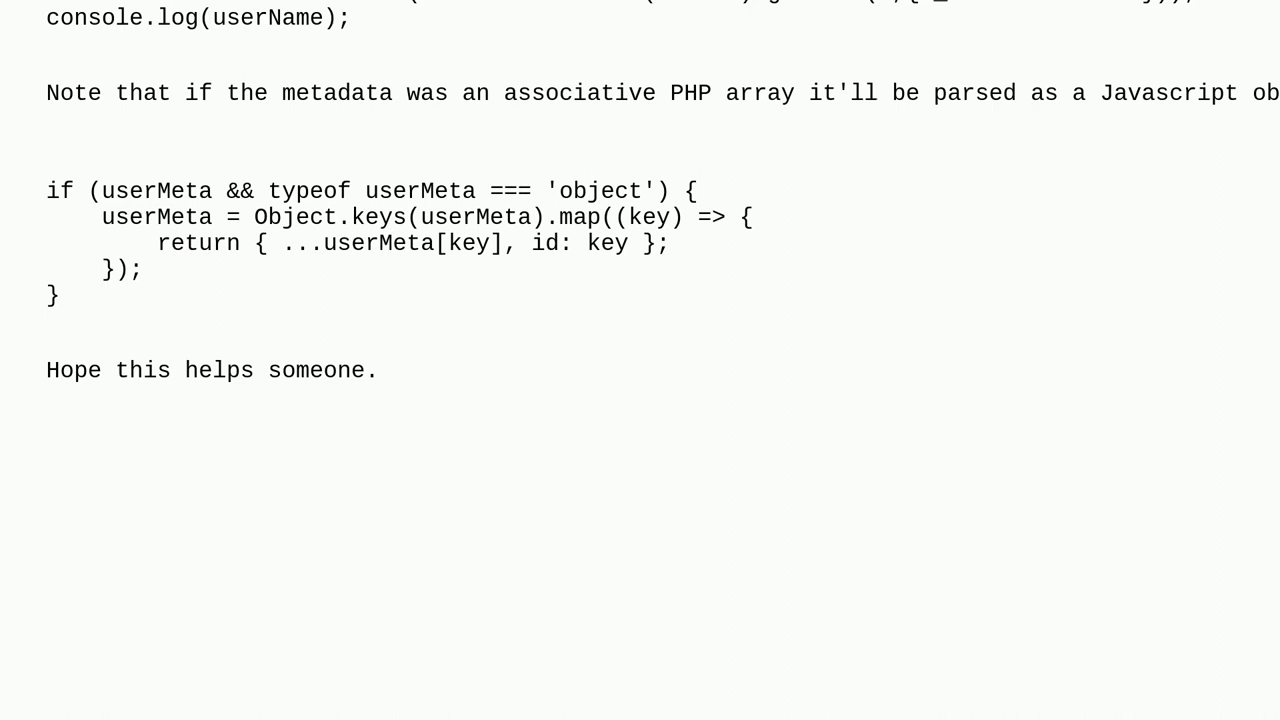 console.log(userName);
Note that if the metadata was an associative PHP array it'll be parsed as a Javascript
if (userMeta && typeof userMeta === 'object') {
    userMeta = Object.keys(userMeta).map((key) => {
        return { ...userMeta[key], id: key };
    });
}
Hope this helps someone.